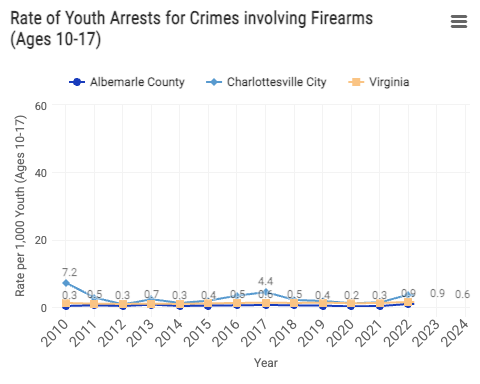 Rate of Youth Arrests for Crimes involving Firearms
(Ages 10-17)
Albemarle County Charlottesville City Virginia
Rate per 1,000 Youth (Ages 10-17)
60
40
20
0
7.2
4.4
0.3 0.5 0.3 0.7 0.3 0.4 0.5 0.6 0.5 0.4 0.2 0.3 0.9 0.9 0.6
2010 2011 2012 2013 2014 2015 2016 2017 2018 2019 2020 2021 2022 2023 2024
Year